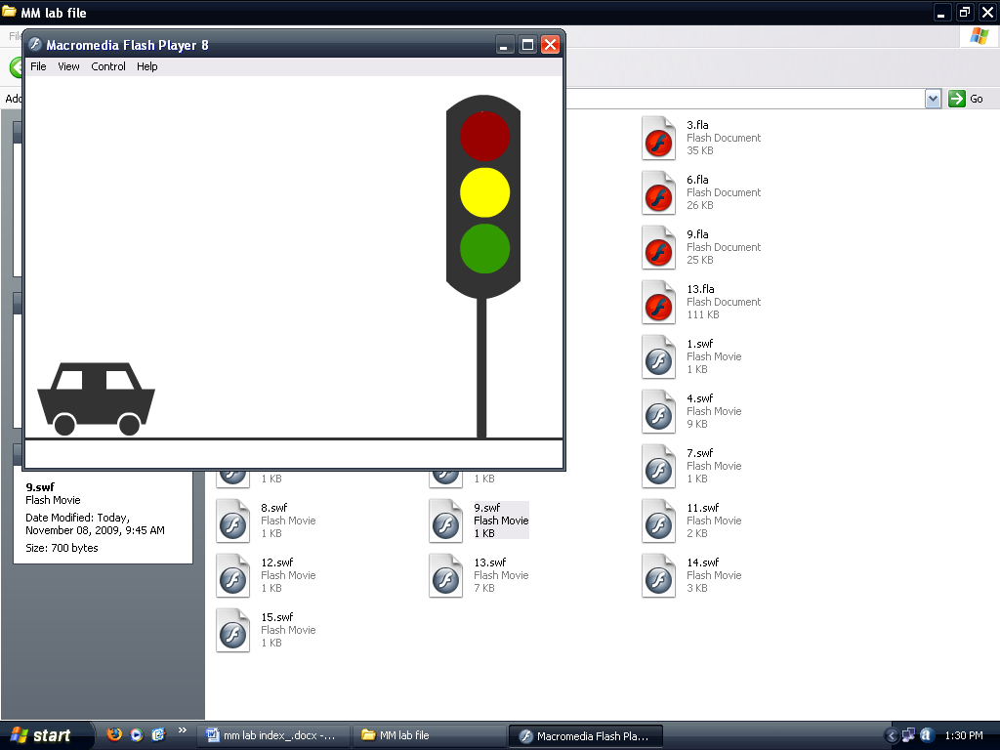 MM lab file
Fil
Macromedia Flash Player 8
File View Control Help
Add
Go
3.fla
Flash Document
35 KB
6.fla
Flash Document
26 KB
9.fla
Flash Document
25 KB
13.fla
Flash Document
111 KB
1.swf
Flash Movie
1 KB
4.swf
Flash Movie
9 KB
7.swf
Flash Movie
1 KB
1 KB
1 KB
9.swf
Flash Movie
Date Modified: Today,
November 08, 2009, 9:45 AM
Size: 700 bytes
8.swf
Flash Movie
1 KB
9.swf
Flash Movie
1 KB
11.swf
Flash Movie
2 KB
12.swf
Flash Movie
1 KB
13.swf
Flash Movie
7 KB
14.swf
Flash Movie
3 KB
15.swf
Flash Movie
1 KB
start
mm lab index_.docx -...
MM lab file
Macromedia Flash Pla...
1:30 PM